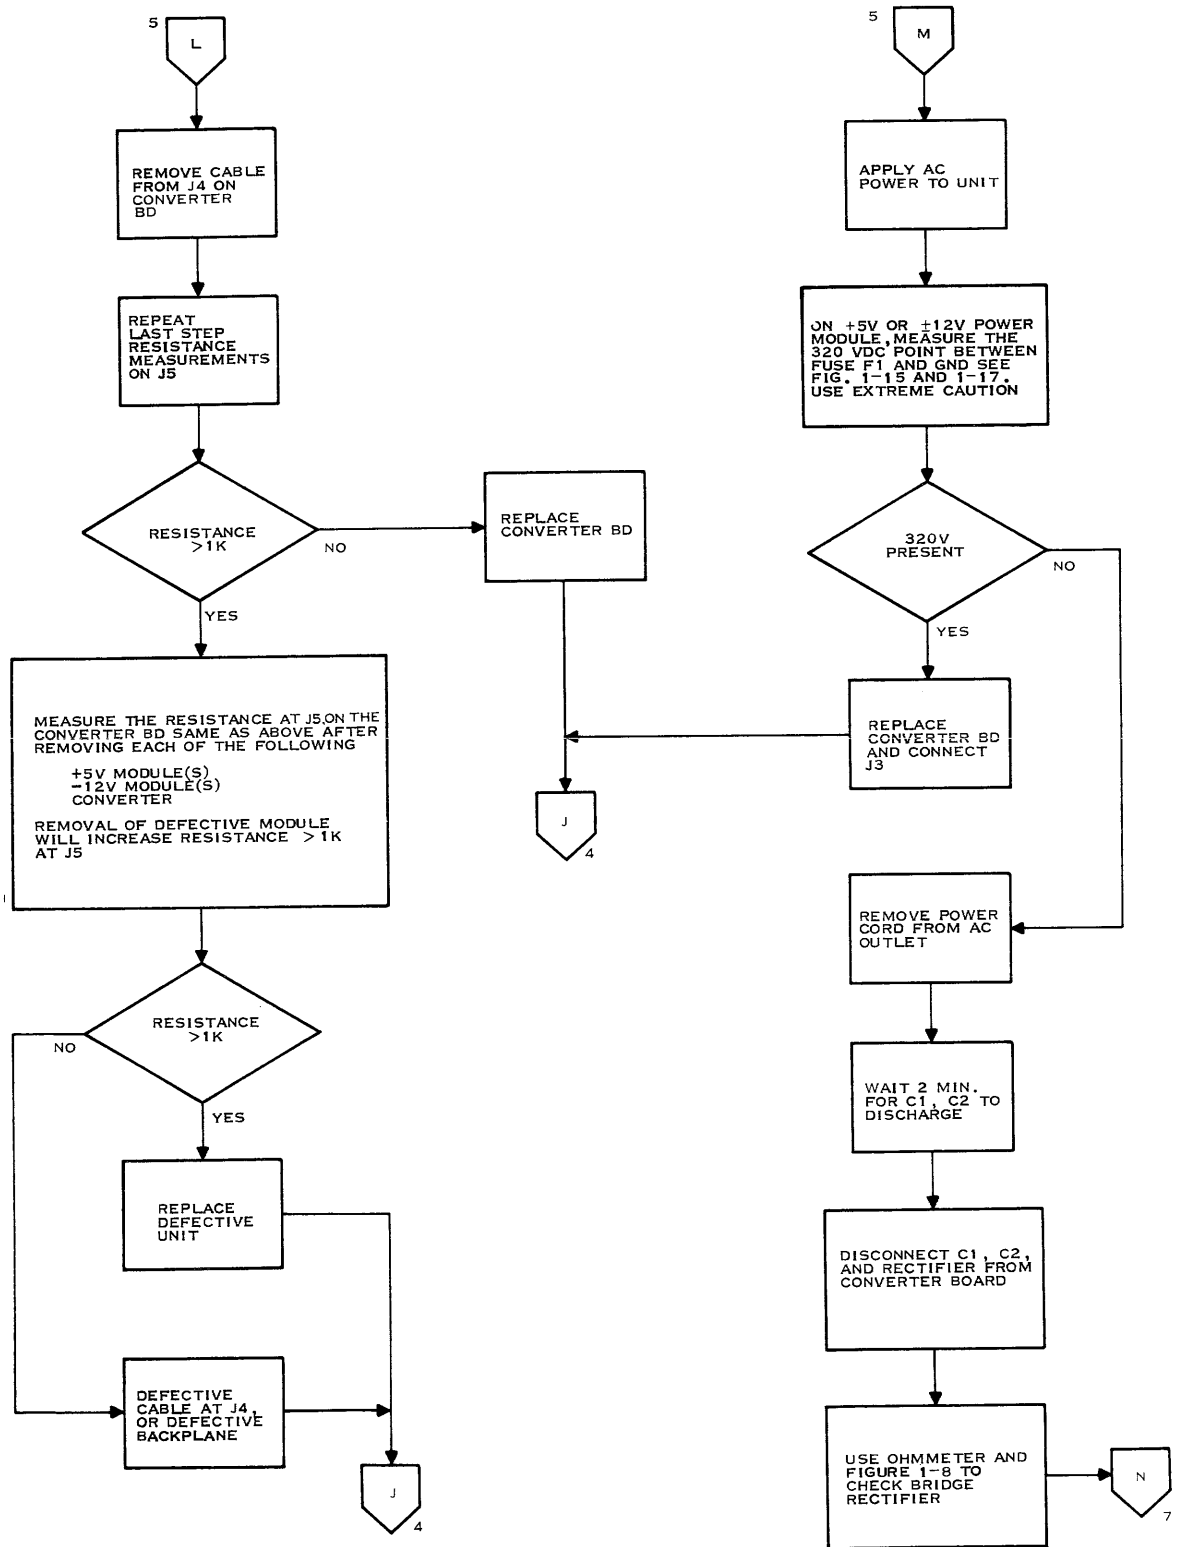 5
L
REMOVE CABLE
FROM J4 ON
CONVERTER
BD
REPEAT
LAST STEP
RESISTANCE
MEASUREMENTS
ON J5
RESISTANCE
>1K
NO
YES
REPLACE
CONVERTER BD
MEASURE THE RESISTANCE AT J5,ON THE
CONVERTER BD SAME AS ABOVE AFTER
REMOVING EACH OF THE FOLLOWING
+5V MODULE(S)
-12V MODULE(S)
CONVERTER
REMOVAL OF DEFECTIVE MODULE
WILL INCREASE RESISTANCE >1K
AT J5
J
4
RESISTANCE
>1K
NO
YES
REPLACE
DEFECTIVE
UNIT
DEFECTIVE
CABLE AT J4,
OR DEFECTIVE
BACKPLANE
J
4
5
M
APPLY AC
POWER TO UNIT
ON +5V OR ±12V POWER
MODULE,MEASURE THE
320 VDC POINT BETWEEN
FUSE F1 AND GND SEE
FIG. 1-15 AND 1-17.
USE EXTREME CAUTION
320V
PRESENT
NO
YES
REPLACE
CONVERTER BD
AND CONNECT
J3
REMOVE POWER
CORD FROM AC
OUTLET
WAIT 2 MIN.
FOR C1, C2 TO
DISCHARGE
DISCONNECT C1, C2,
AND RECTIFIER FROM
CONVERTER BOARD
USE OHMMETER AND
FIGURE 1-8 TO
CHECK BRIDGE
RECTIFIER
N
7